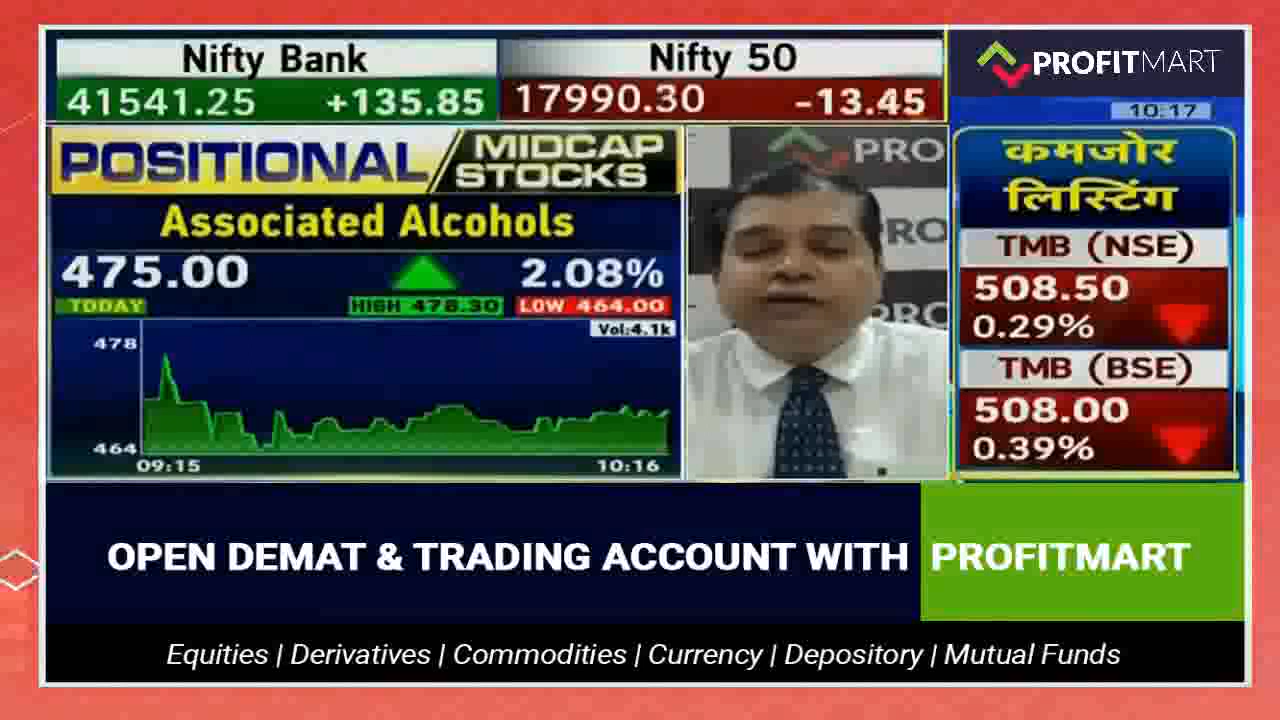 Nifty Bank
41541.25 +135.85
Nifty 50
17990.30 -13.45
PROFITMART
10:17
POSITIONAL / MIDCAP STOCKS
Associated Alcohols
475.00 2.08%
TODAY HIGH 478.30 LOW 464.00
Vol:4.1k
478
464
09:15 10:16
PRO
PRO
PRO
कमजोर
लिस्टिंग
TMB (NSE)
508.50
0.29%
TMB (BSE)
508.00
0.39%
OPEN DEMAT & TRADING ACCOUNT WITH PROFITMART
Equities | Derivatives | Commodities | Currency | Depository | Mutual Funds